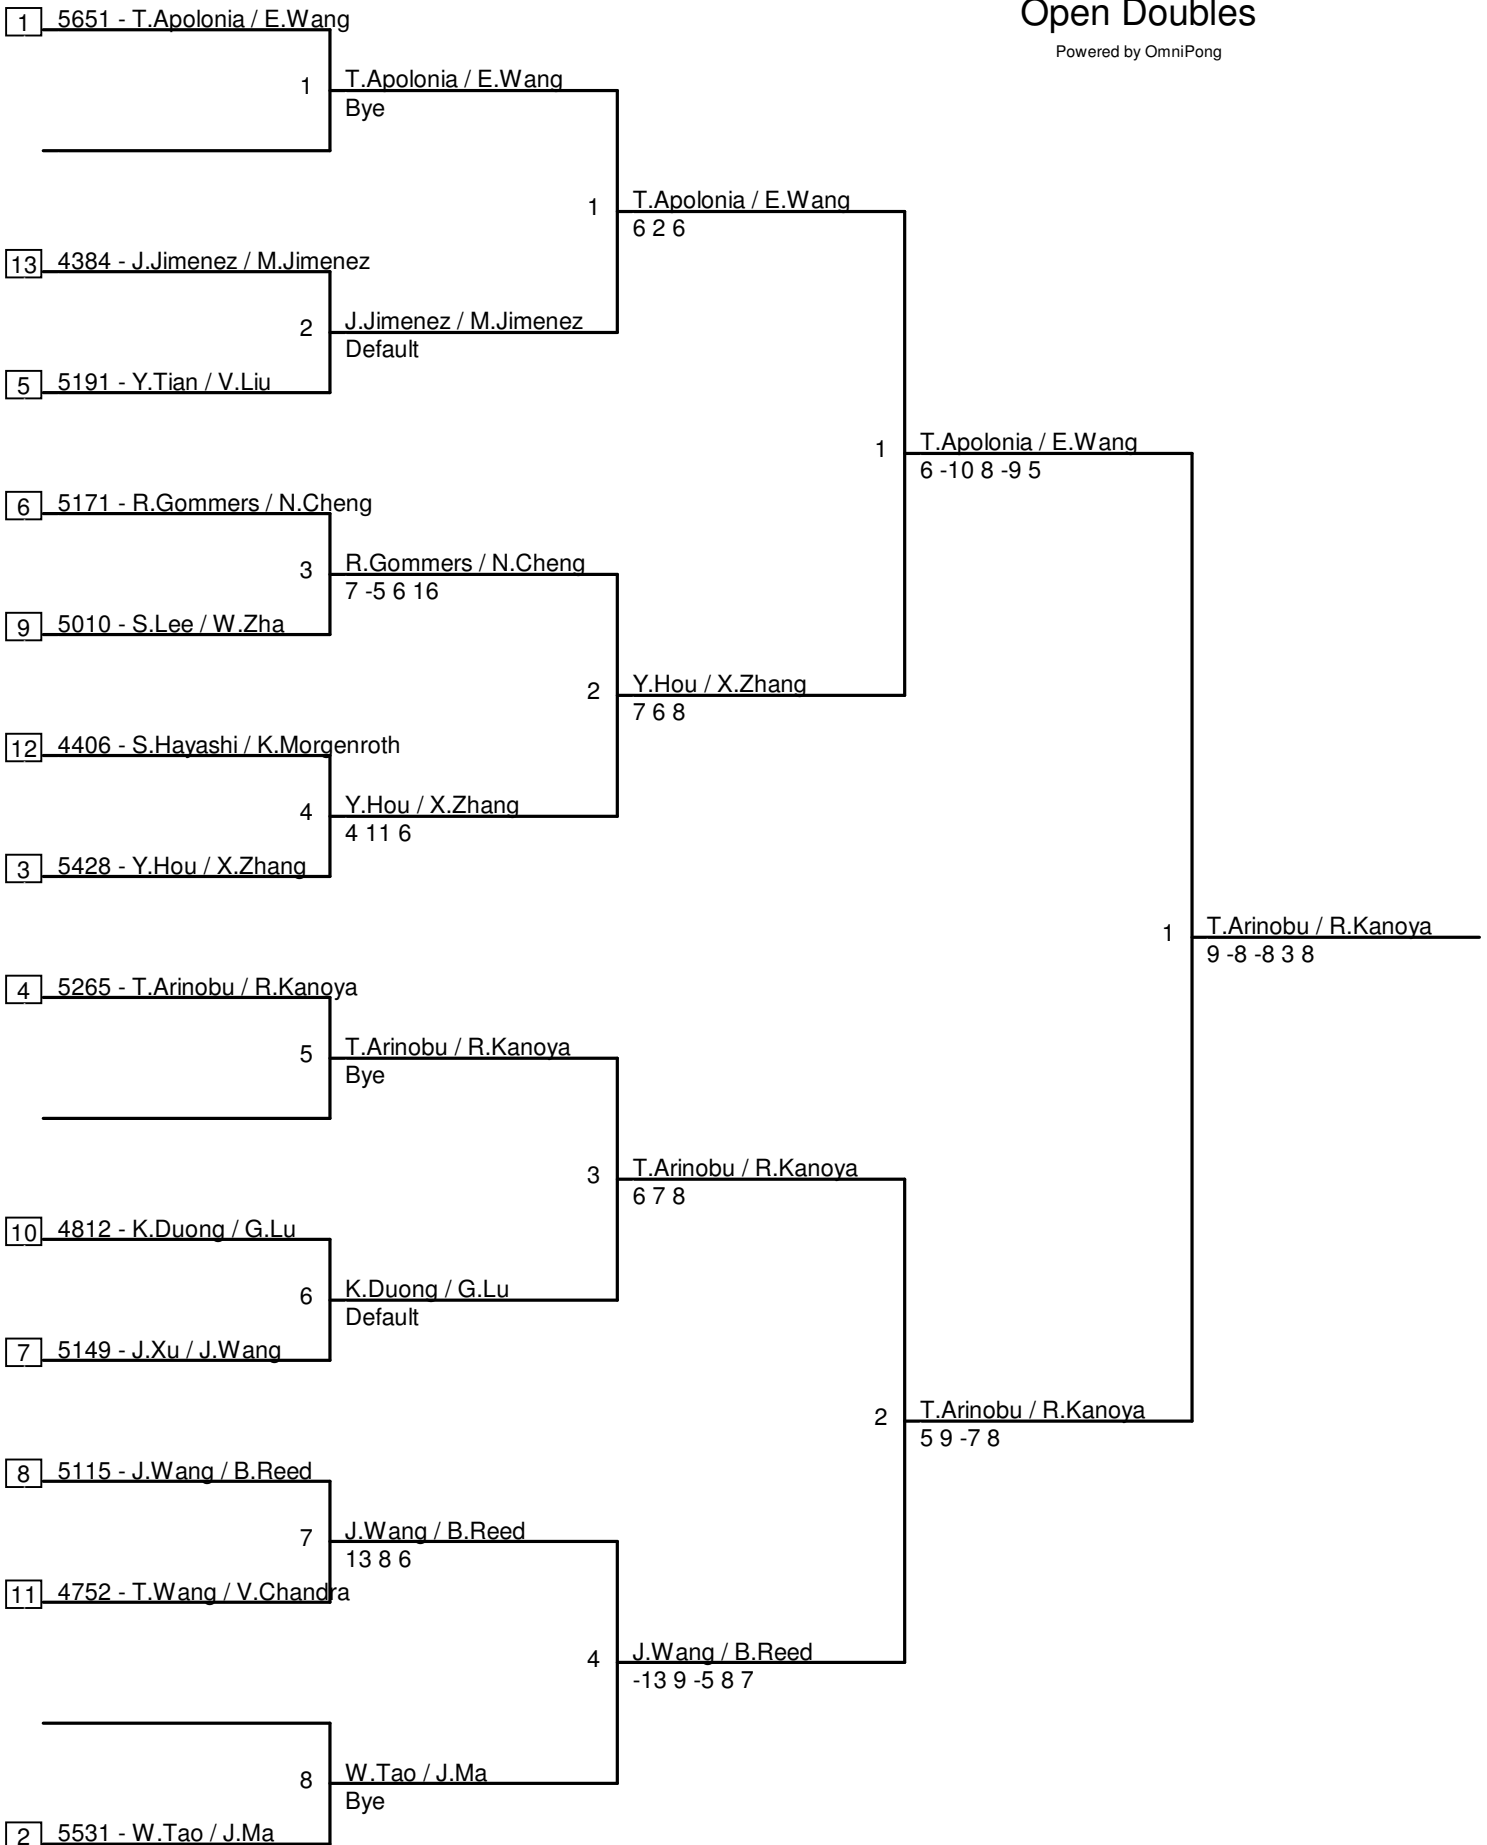 Open Doubles
Powered by OmniPong
1 5651 - T.Apolonia / E.Wang
1 T.Apolonia / E.Wang
Bye
1 T.Apolonia / E.Wang
6 2 6
13 4384 - J.Jimenez / M.Jimenez
2 J.Jimenez / M.Jimenez
Default
5 5191 - Y.Tian / V.Liu
1 T.Apolonia / E.Wang
6 -10 8 -9 5
6 5171 - R.Gommers / N.Cheng
3 R.Gommers / N.Cheng
7 -5 6 16
9 5010 - S.Lee / W.Zha
2 Y.Hou / X.Zhang
7 6 8
12 4406 - S.Hayashi / K.Morgenroth
4 Y.Hou / X.Zhang
4 11 6
3 5428 - Y.Hou / X.Zhang
1 T.Arinobu / R.Kanoya
9 -8 -8 3 8
4 5265 - T.Arinobu / R.Kanoya
5 T.Arinobu / R.Kanoya
Bye
3 T.Arinobu / R.Kanoya
6 7 8
10 4812 - K.Duong / G.Lu
6 K.Duong / G.Lu
Default
7 5149 - J.Xu / J.Wang
2 T.Arinobu / R.Kanoya
5 9 -7 8
8 5115 - J.Wang / B.Reed
7 J.Wang / B.Reed
13 8 6
11 4752 - T.Wang / V.Chandra
4 J.Wang / B.Reed
-13 9 -5 8 7
8 W.Tao / J.Ma
Bye
2 5531 - W.Tao / J.Ma